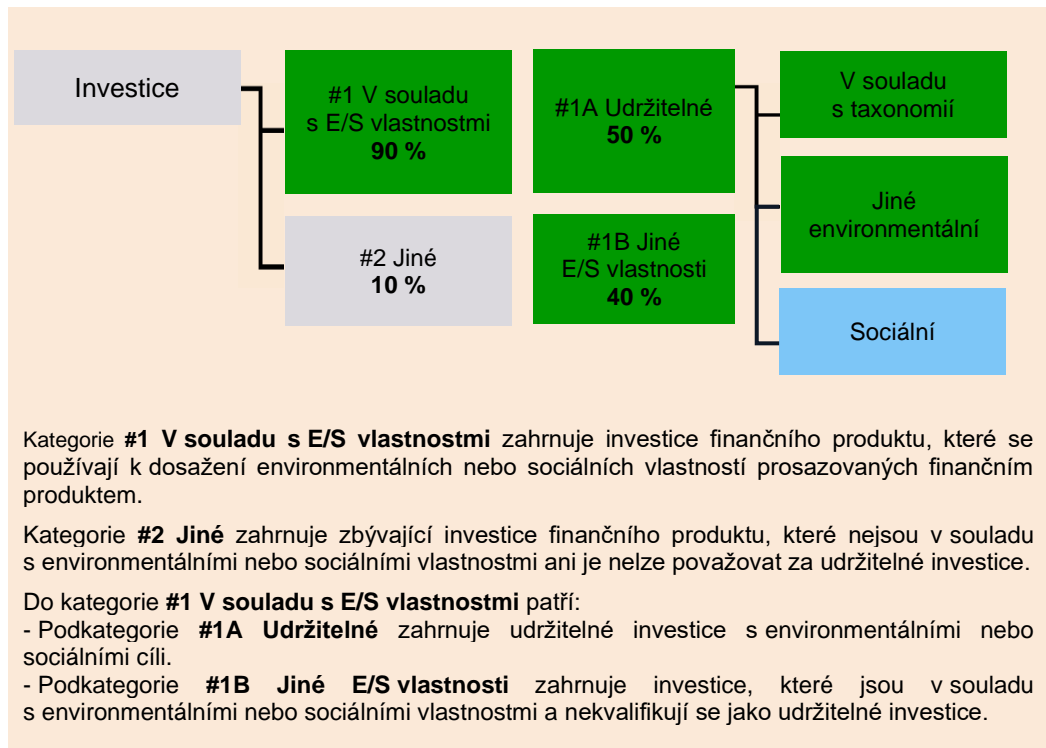 Investice
#1 V souladu
s E/S vlastnostmi
90 %
#2 Jiné
10 %
#1A Udržitelné
50 %
#1B Jiné
E/S vlastnosti
40 %
V souladu
s taxonomií
Jiné
environmentální
Sociální
Kategorie #1 V souladu s E/S vlastnostmi zahrnuje investice finančního produktu, které se
používají k dosažení environmentálních nebo sociálních vlastností prosazovaných finančním
produktem.
Kategorie #2 Jiné zahrnuje zbývající investice finančního produktu, které nejsou v souladu
s environmentálními nebo sociálními vlastnostmi ani je nelze považovat za udržitelné investice.
Do kategorie #1 V souladu s E/S vlastnostmi patří:
- Podkategorie #1A Udržitelné zahrnuje udržitelné investice s environmentálními nebo
sociálními cíli.
- Podkategorie #1B Jiné E/S vlastnosti zahrnuje investice, které jsou v souladu
s environmentálními nebo sociálními vlastnostmi a nekvalifikují se jako udržitelné investice.